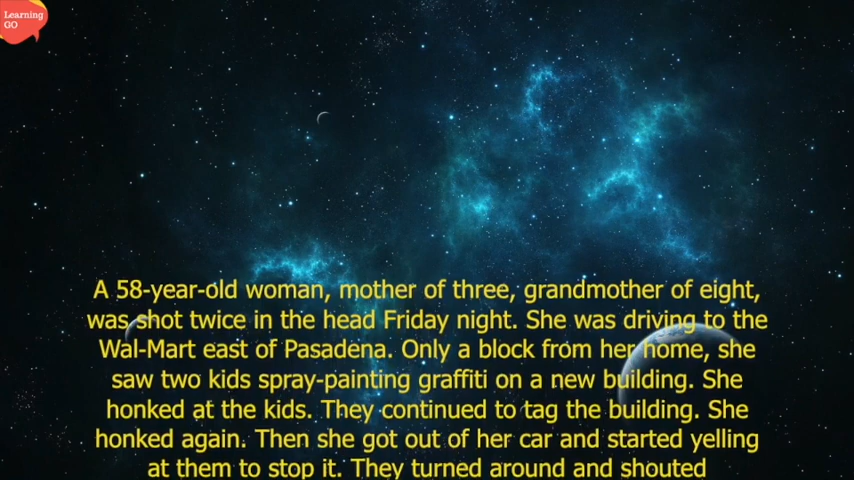 Learning
GO
A 58-year-old woman, mother of three, grandmother of eight,
was shot twice in the head Friday night. She was driving to the
Wal-Mart east of Pasadena. Only a block from her home, she
saw two kids spray-painting graffiti on a new building. She
honked at the kids. They continued to tag the building. She
honked again. Then she got out of her car and started yelling
at them to stop it. They turned around and shouted